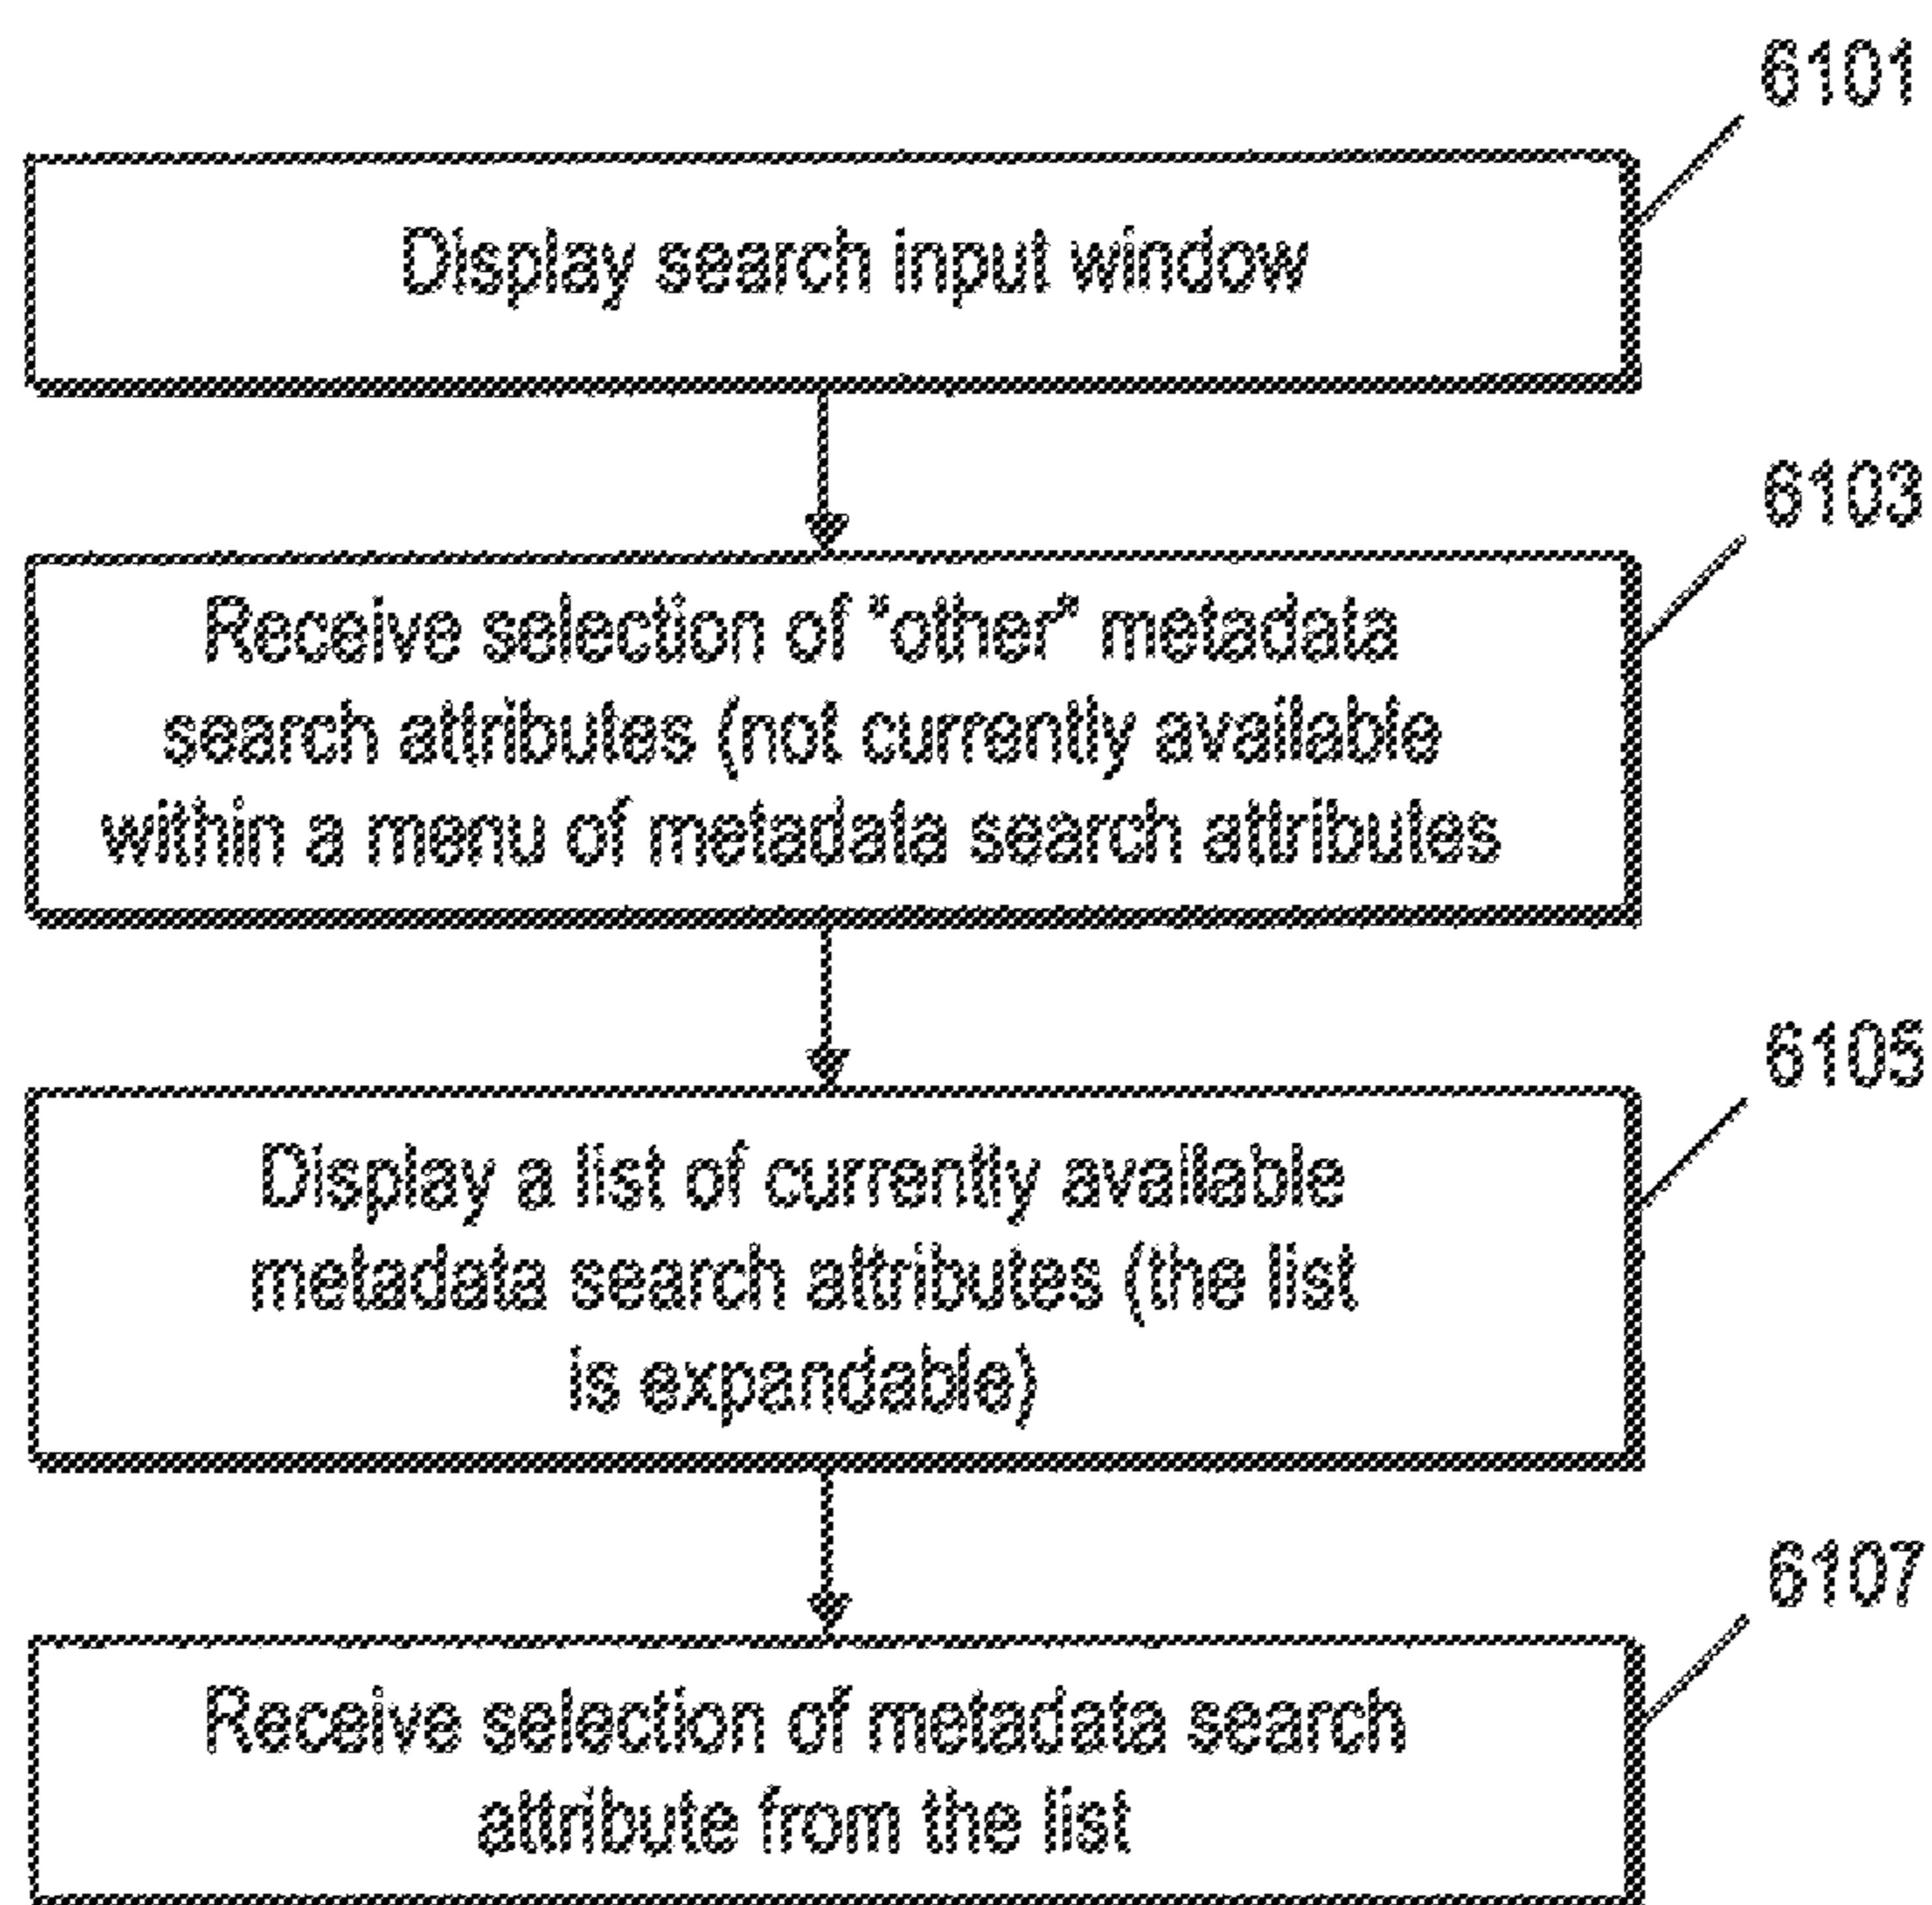 6101
Display search input window
6103
Receive selection of "other" metadata
search attributes (not currently available
within a menu of metadata search attributes
6105
Display a list of currently available
metadata search attributes (the list
is expandable)
6107
Receive selection of metadata search
attribute from the list